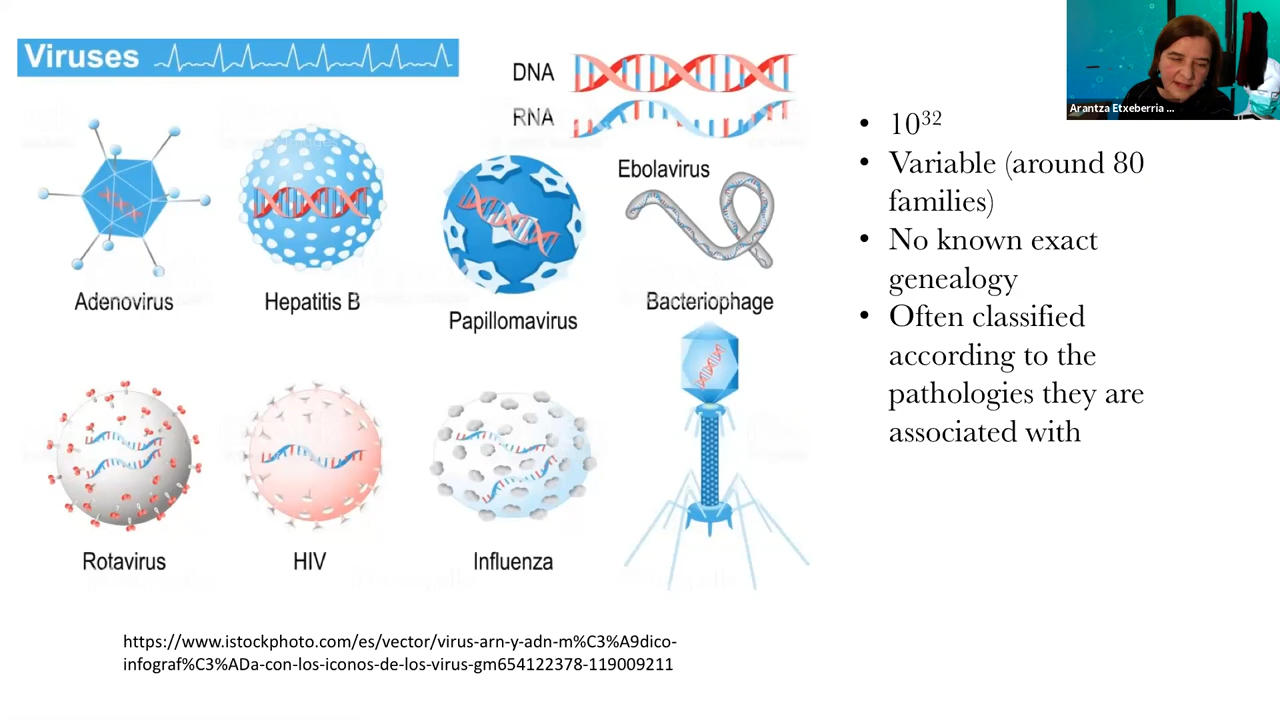 Viruses
DNA
RNA
Ebolavirus
Adenovirus
Hepatitis B
Papillomavirus
Bacteriophage
Rotavirus
HIV
Influenza
https://www.istockphoto.com/es/vector/virus-arn-y-adn-m%C3%A9dico-
infograf%C3%ADa-con-los-iconos-de-los-virus-gm654122378-119009211
• 10³²
• Variable (around 80
families)
• No known exact
genealogy
• Often classified
according to the
pathologies they are
associated with
Arantza Etxeberria ...